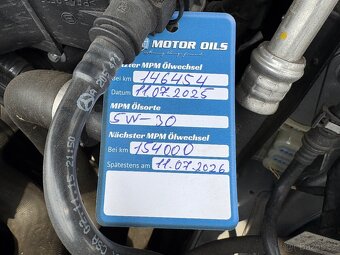 MOTOR OILS
Letzter MPM Ölwechsel
Bei km 146454
Datum 11.07.2025
MPM Ölsorte
5W-30
Nächster MPM Ölwechsel
Bei km 154000
Spätestens am 11.07.2026